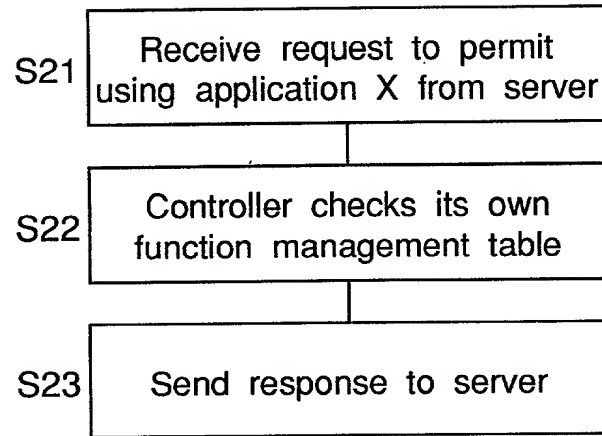 S21
Receive request to permit
using application X from server
S22
Controller checks its own
function management table
S23
Send response to server